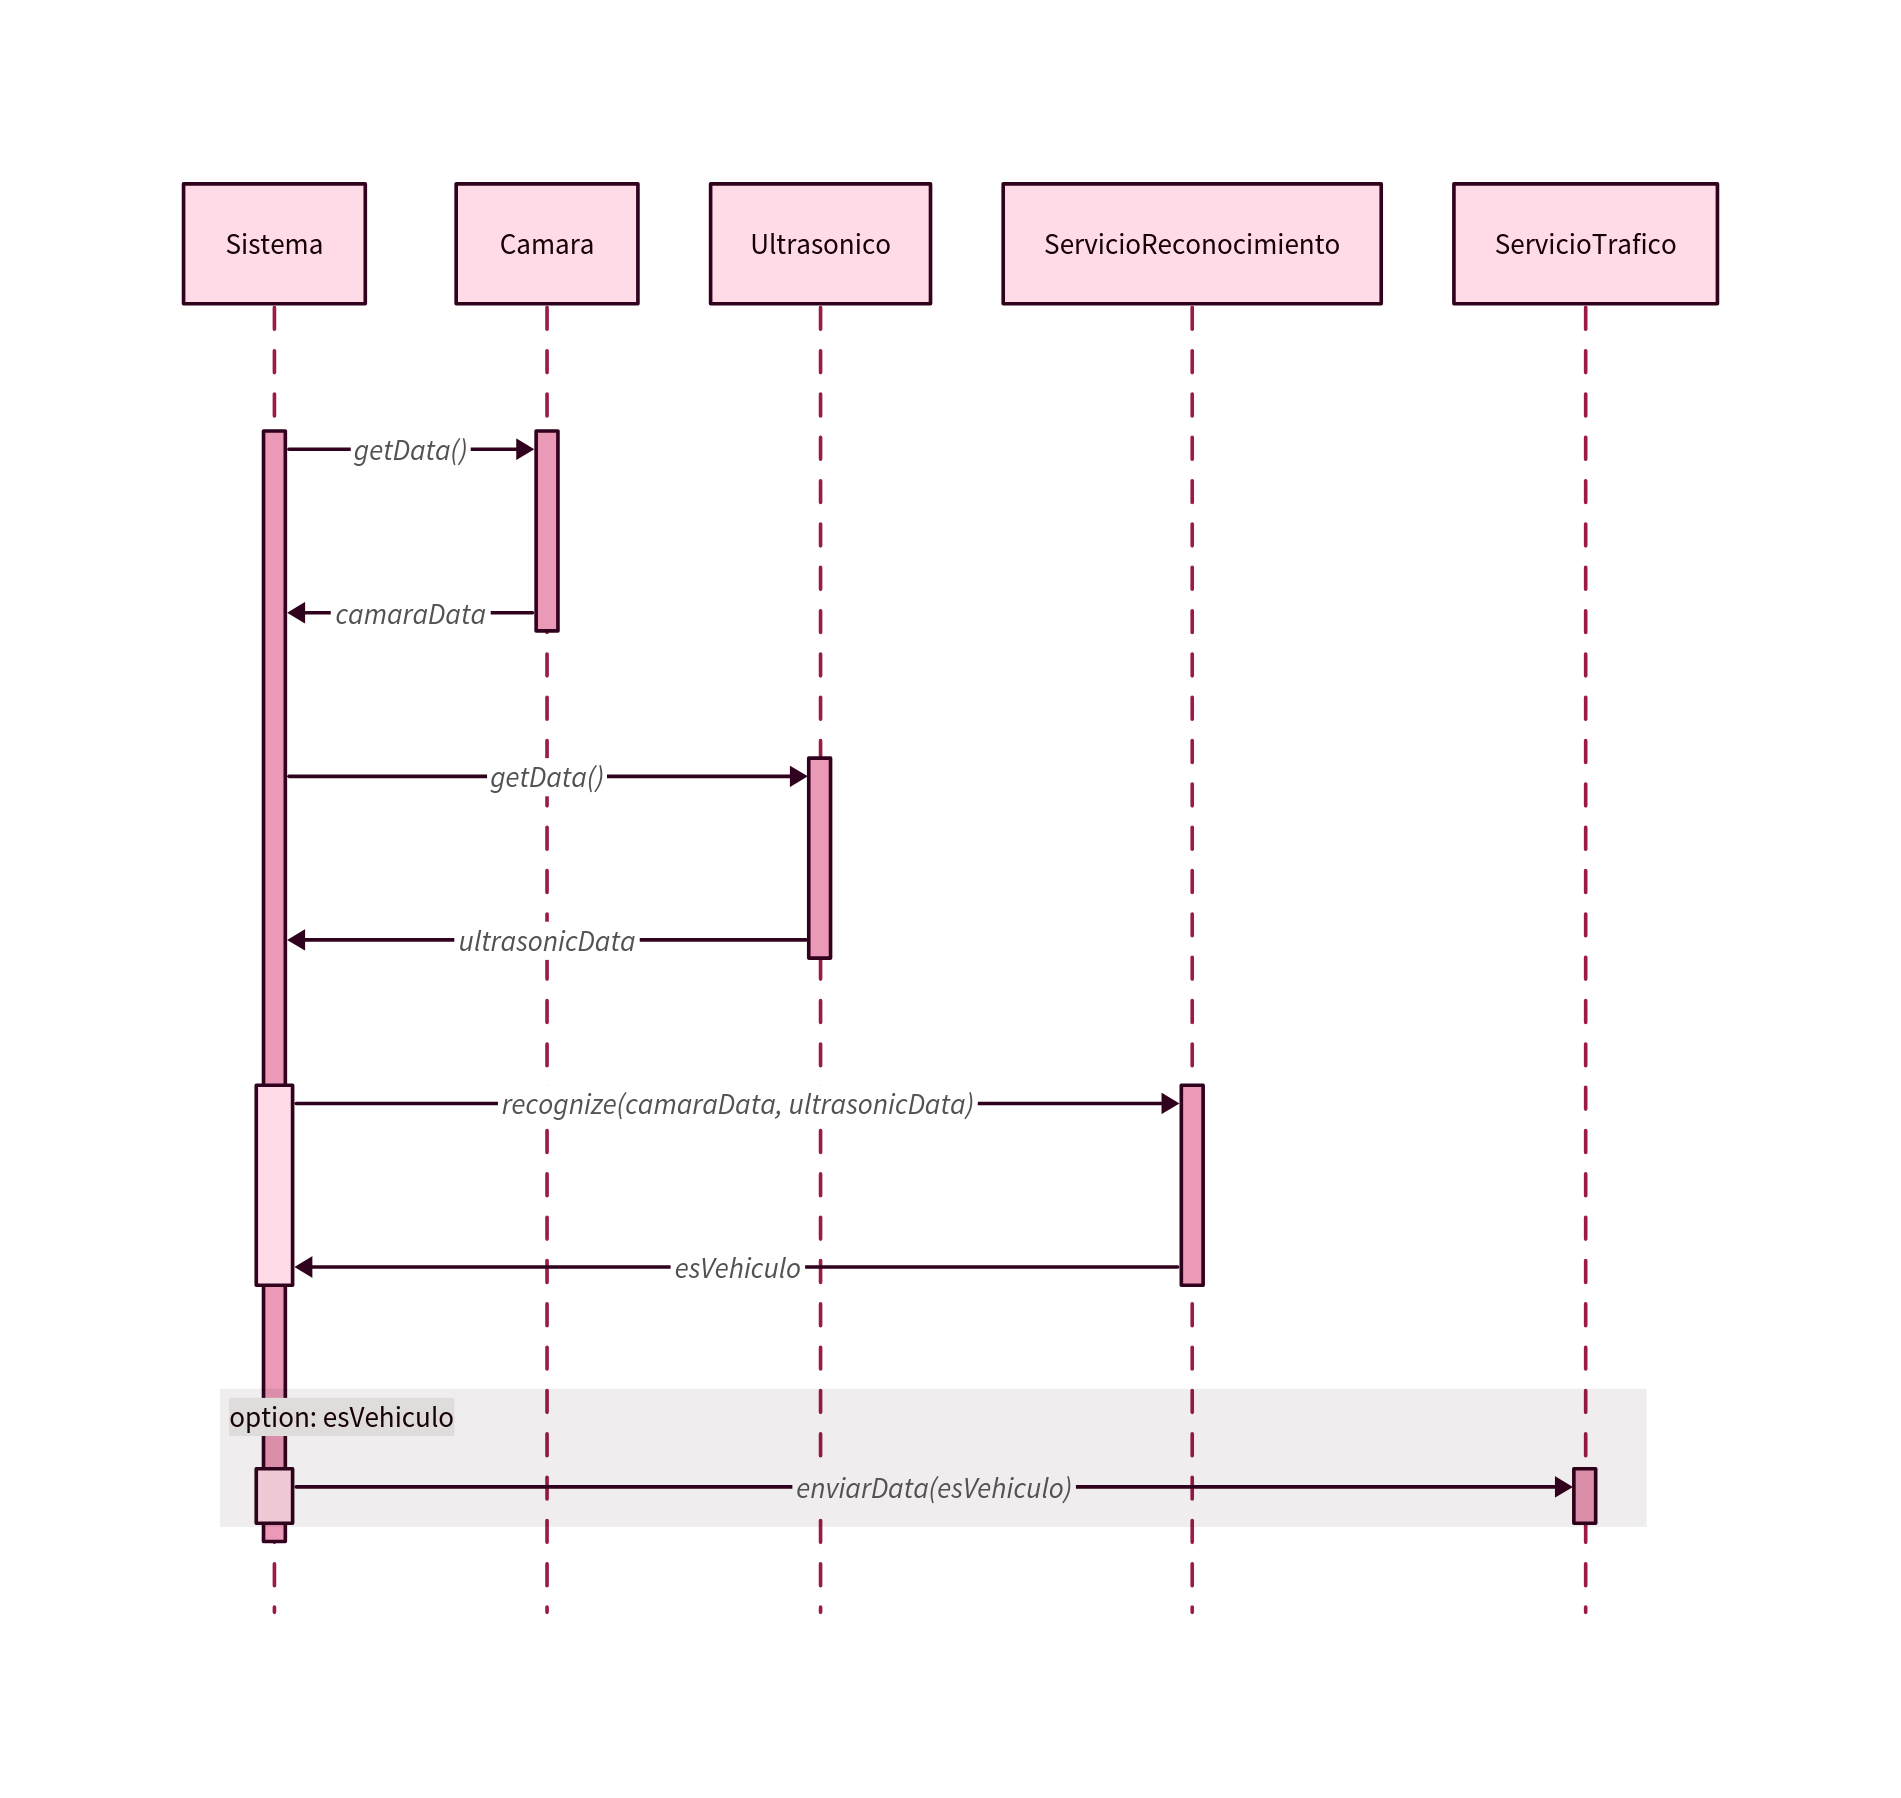 Sistema
Camara
Ultrasonico
ServicioReconocimiento
ServicioTrafico
getData()
camaraData
getData()
ultrasonicData
recognize(camaraData, ultrasonicData)
esVehiculo
option: esVehiculo
enviarData(esVehiculo)